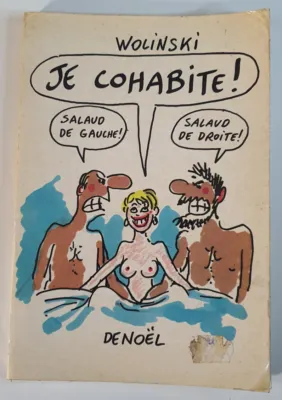 WOLINSKI
JE COHABITE!
SALAUD
DE GAUCHE!
SALAUD
DE DROITE!
DENOËL